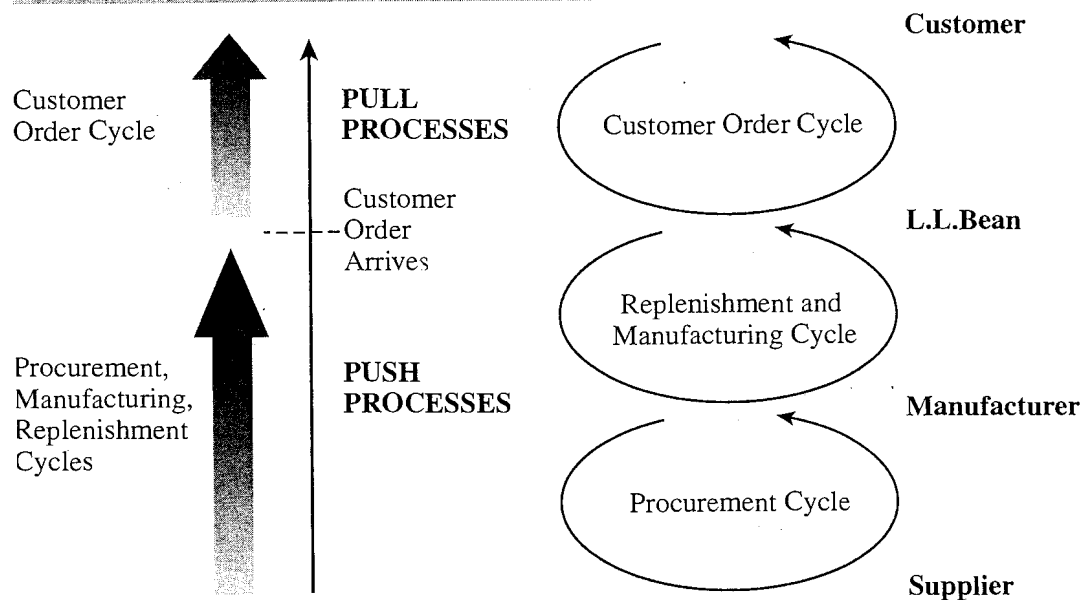 Customer
Order Cycle
PULL
PROCESSES
Customer
Order
Arrives
Procurement,
Manufacturing,
Replenishment
Cycles
PUSH
PROCESSES
Customer Order Cycle
Replenishment and
Manufacturing Cycle
Procurement Cycle
Customer
L.L.Bean
Manufacturer
Supplier